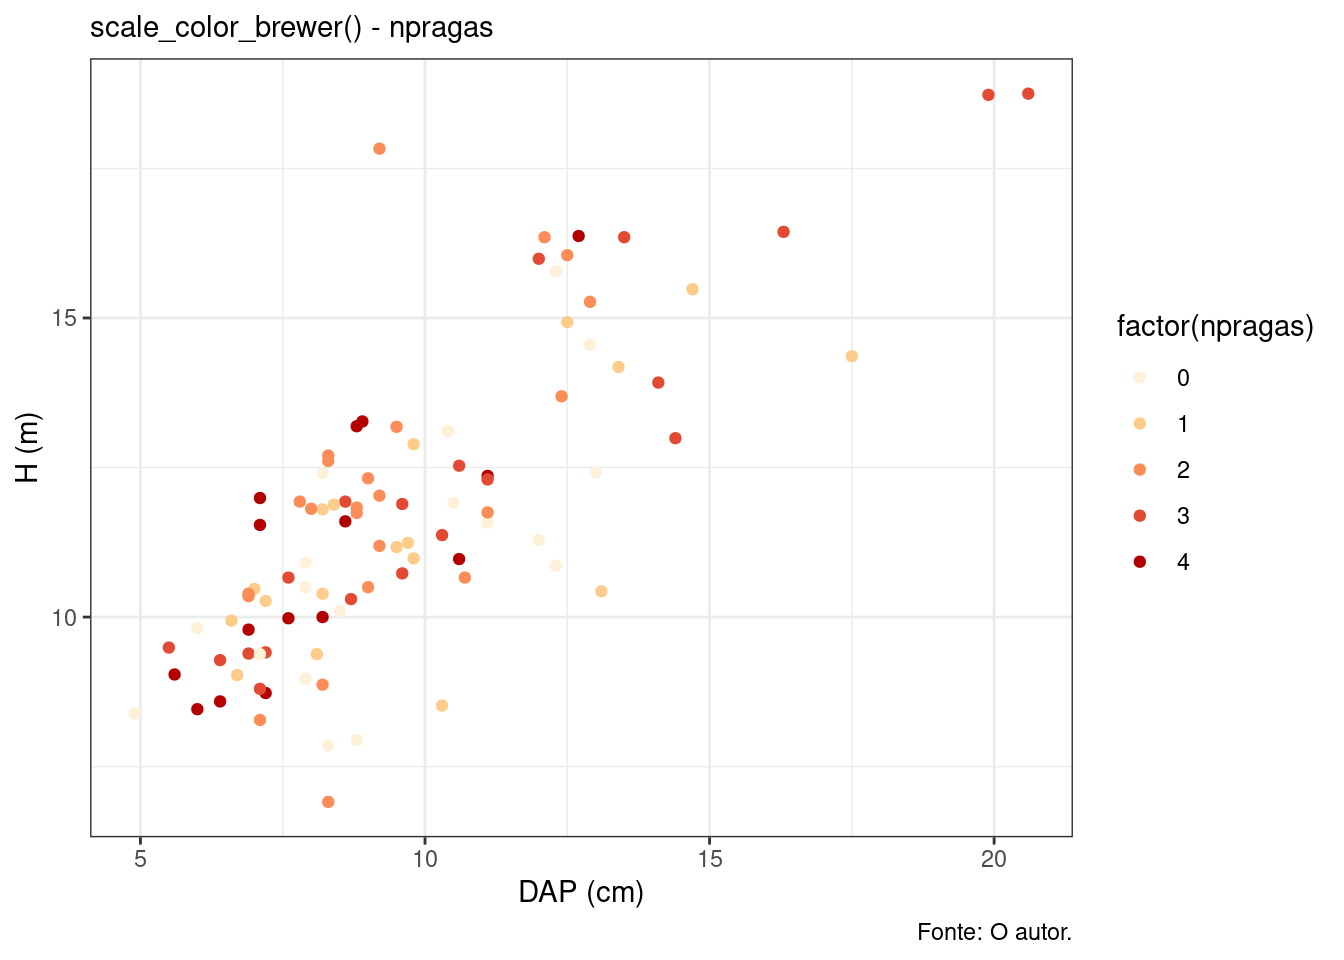 scale_color_brewer() - npragas
15
10
H (m)
5
10
15
20
DAP (cm)
factor(npragas)
0
1
2
3
4
Fonte: O autor.